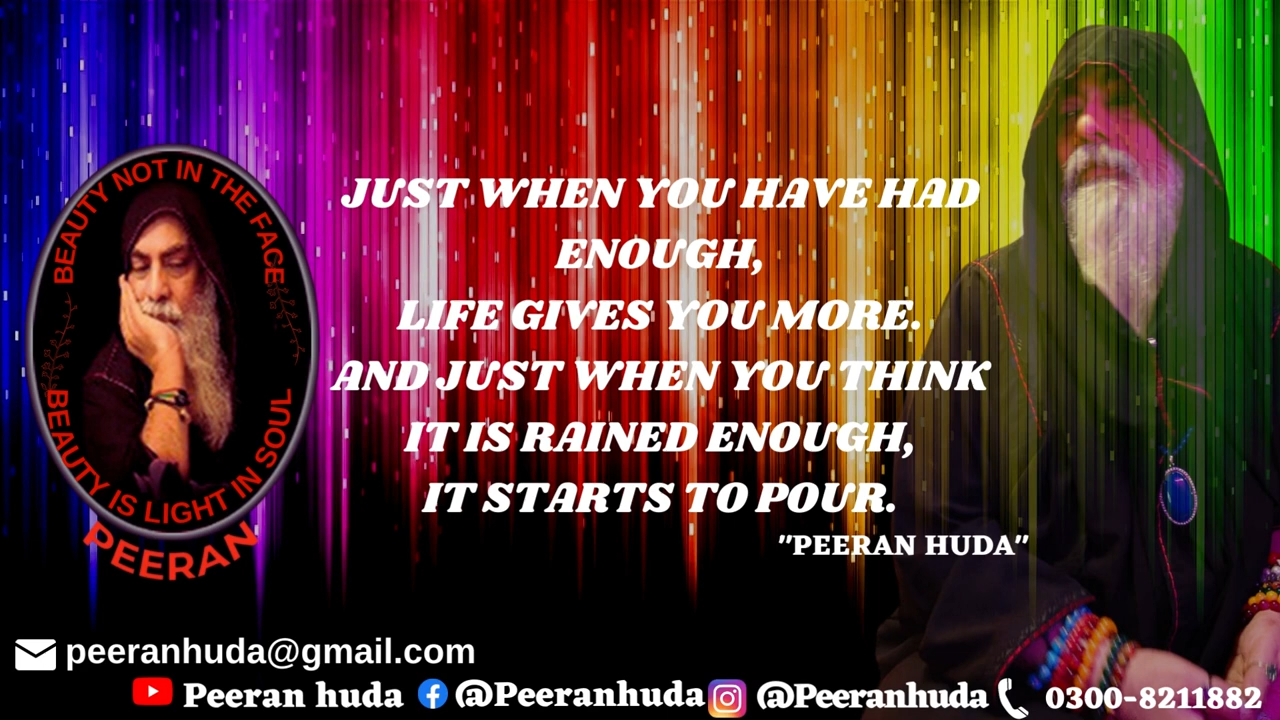 BEAUTY NOT IN THE FACE
BEAUTY IS LIGHT IN SOUL
PEERAN
JUST WHEN YOU HAVE HAD
ENOUGH,
LIFE GIVES YOU MORE.
AND JUST WHEN YOU THINK
IT IS RAINED ENOUGH,
IT STARTS TO POUR.
"PEERAN HUDA"
peeranhuda@gmail.com
Peeran huda @Peeranhuda @Peeranhuda 0300-8211882